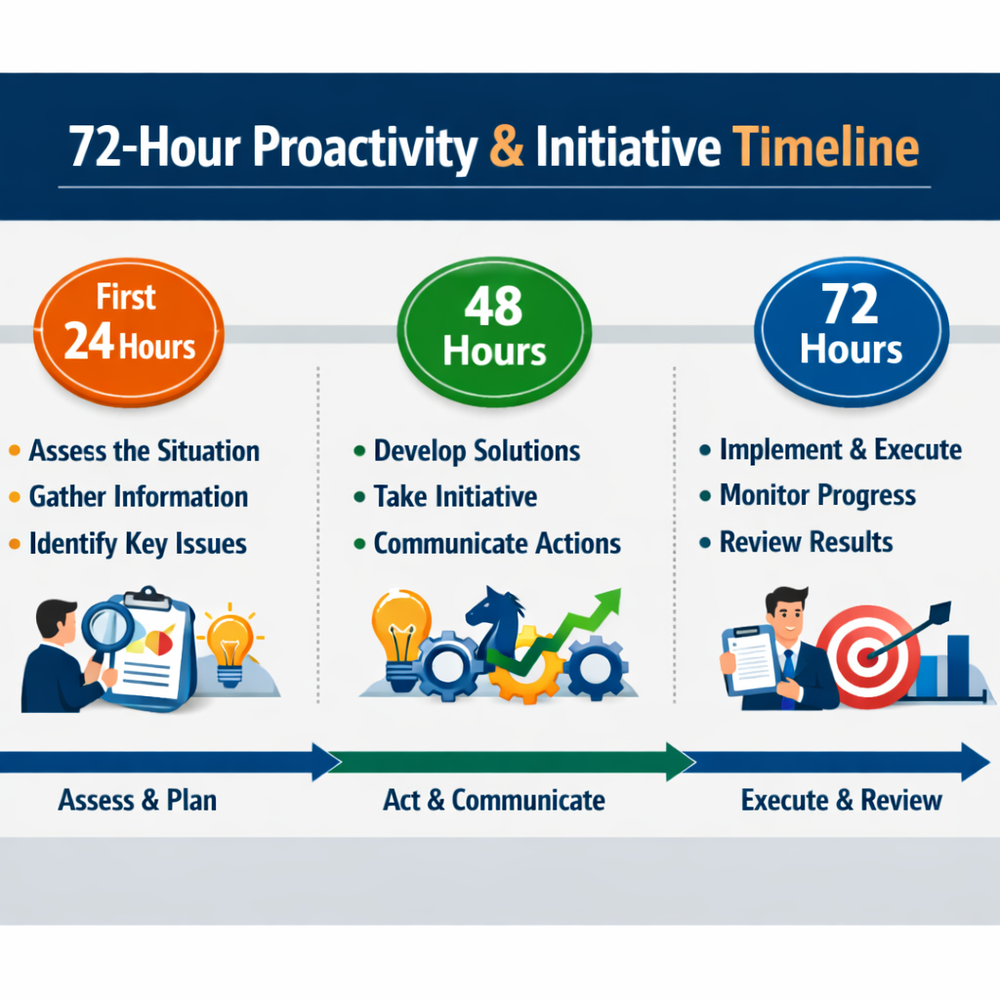 72-Hour Proactivity & Initiative Timeline
First
24 Hours
• Assess the Situation
• Gather Information
• Identify Key Issues
Assess & Plan
48
Hours
• Develop Solutions
• Take Initiative
• Communicate Actions
Act & Communicate
72
Hours
• Implement & Execute
• Monitor Progress
• Review Results
Execute & Review